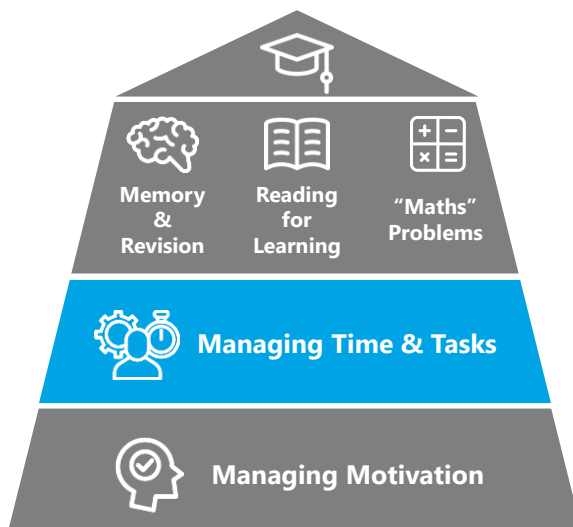 Memory
&
Revision
Reading
for
Learning
“Maths”
Problems
Managing Time & Tasks
Managing Motivation